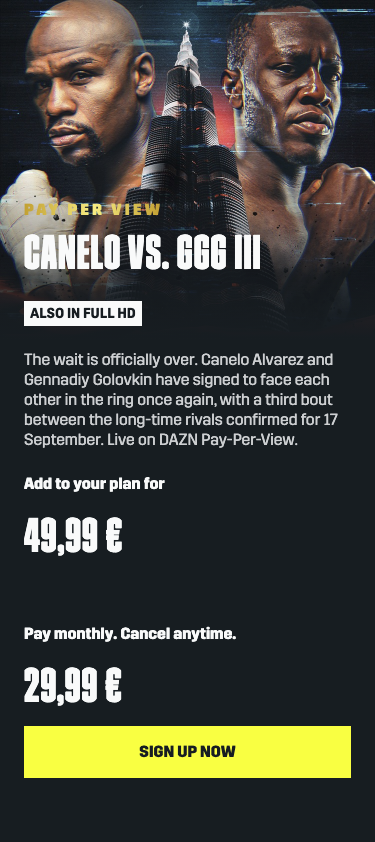 PAY PER VIEW
CANELO VS. GGG III
ALSO IN FULL HD
The wait is officially over. Canelo Alvarez and
Gennadiy Golovkin have signed to face each
other in the ring once again, with a third bout
between the long-time rivals confirmed for 17
September. Live on DAZN Pay-Per-View.
Add to your plan for
49,99 €
Pay monthly. Cancel anytime.
29,99 €
SIGN UP NOW